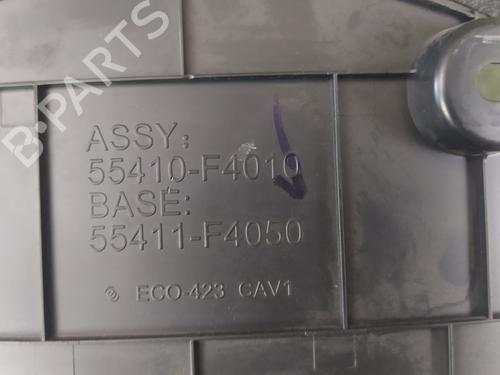 B-PARTS
ASSY:
55410-F4010
BASE:
55411-F4050
ECO-423 CAV1